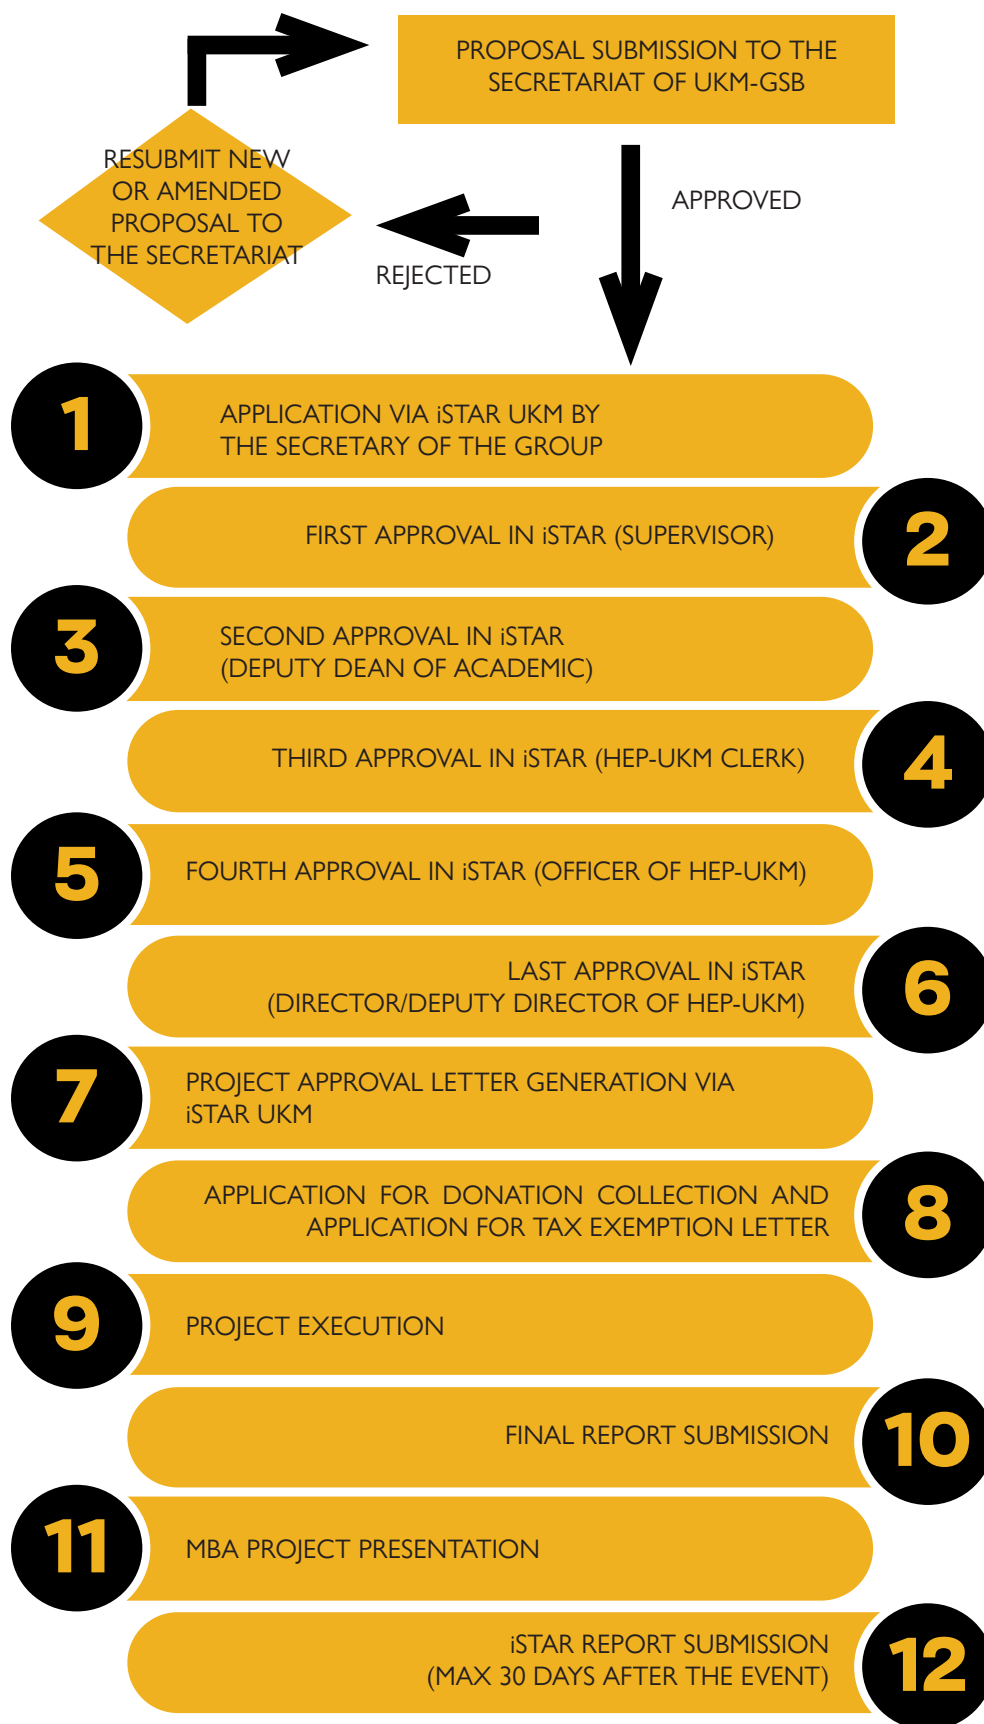 PROPOSAL SUBMISSION TO THE
SECRETARIAT OF UKM-GSB
RESUBMIT NEW
OR AMENDED
PROPOSAL TO
THE SECRETARIAT
APPROVED
REJECTED
1
APPLICATION VIA iSTAR UKM BY
THE SECRETARY OF THE GROUP
FIRST APPROVAL IN iSTAR (SUPERVISOR)
2
3
SECOND APPROVAL IN iSTAR
(DEPUTY DEAN OF ACADEMIC)
THIRD APPROVAL IN iSTAR (HEP-UKM CLERK)
4
5
FOURTH APPROVAL IN iSTAR (OFFICER OF HEP-UKM)
LAST APPROVAL IN iSTAR
(DIRECTOR/DEPUTY DIRECTOR OF HEP-UKM)
6
7
PROJECT APPROVAL LETTER GENERATION VIA
iSTAR UKM
APPLICATION FOR DONATION COLLECTION AND
APPLICATION FOR TAX EXEMPTION LETTER
8
9
PROJECT EXECUTION
FINAL REPORT SUBMISSION
10
11
MBA PROJECT PRESENTATION
iSTAR REPORT SUBMISSION
(MAX 30 DAYS AFTER THE EVENT)
12